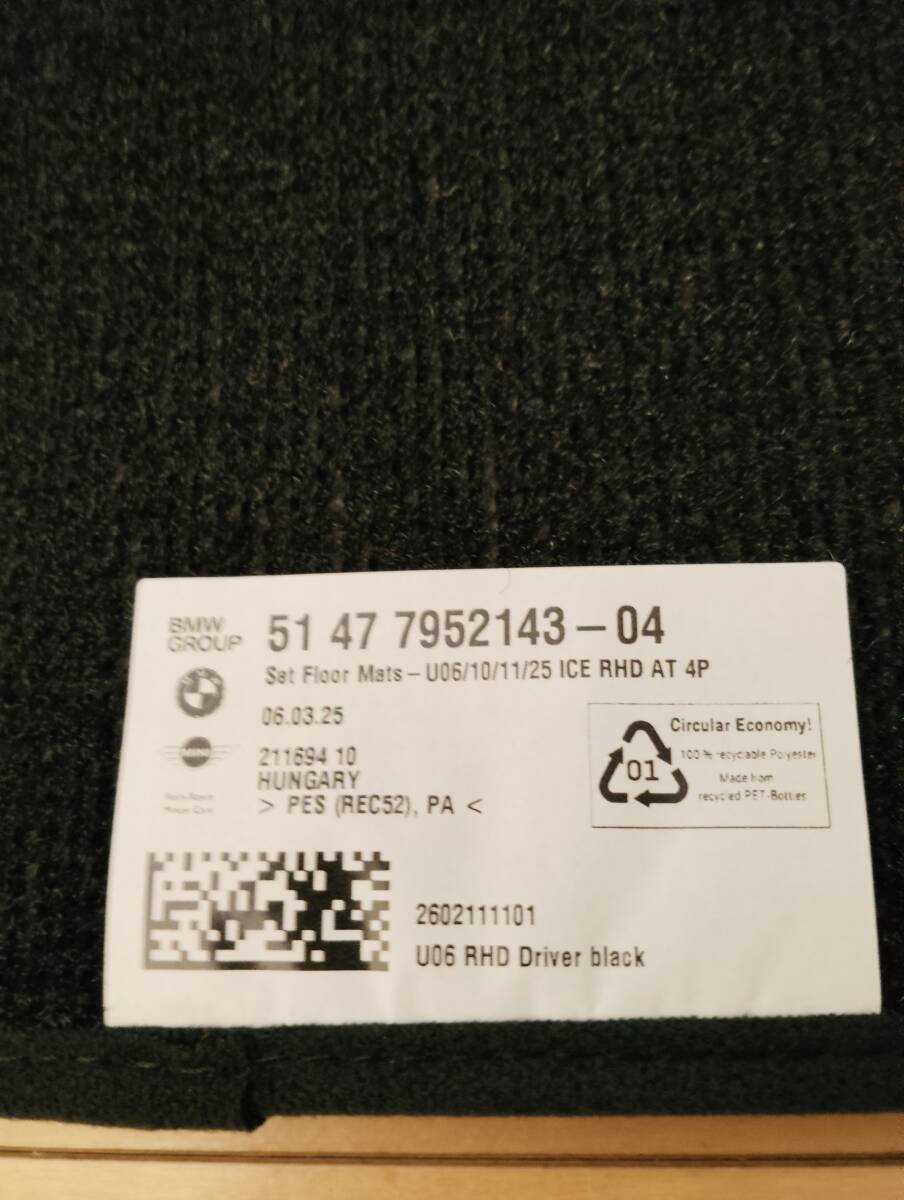 BMW
GROUP
51 47 7952143 – 04
Set Floor Mats – U06/10/11/25 ICE RHD AT 4P
06.03.25
211694 10
HUNGARY
> PES (REC52), PA <
MINI
Circular Economy!
100 % recyclable Polyester
Made from
recycled PET-Bottles
01
2602111101
U06 RHD Driver black